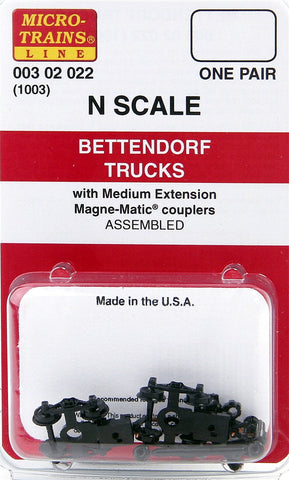 MICRO-
TRAINS®
LINE
003 02 022
(1003)
ONE PAIR
N SCALE
BETTENDORF
TRUCKS
with Medium Extension
Magne-Matic® couplers
ASSEMBLED
Made in the U.S.A.